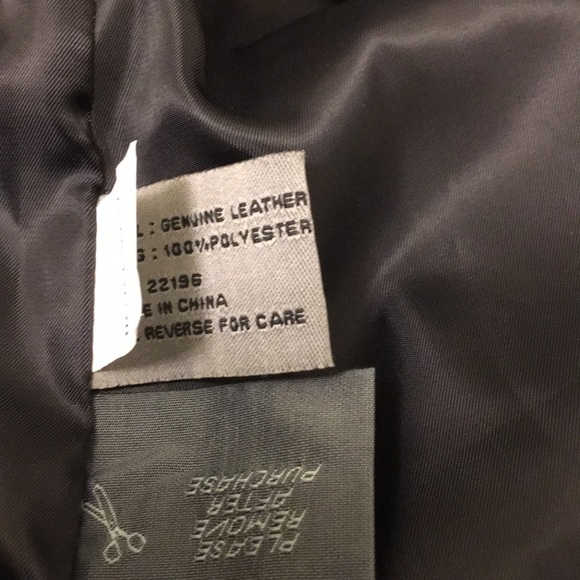 L : GENUINE LEATHER
G : 100%POLYESTER
22196
E IN CHINA
REVERSE FOR CARE
PLEASE
REMOVE
AFTER
PURCHASE